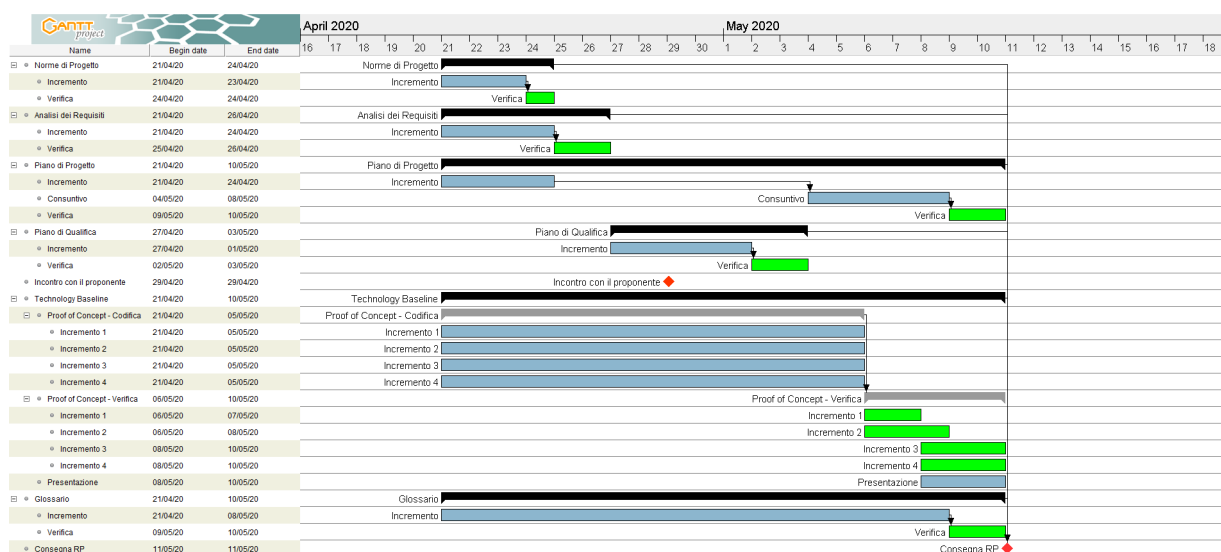 GANTT project
Name Begin date End date
April 2020 May 2020
16 17 18 19 20 21 22 23 24 25 26 27 28 29 30 1 2 3 4 5 6 7 8 9 10 11 12 13 14 15 16 17 18
Norme di Progetto 21/04/20 24/04/20 Norme di Progetto
Incremento 21/04/20 23/04/20 Incremento
Verifica 24/04/20 24/04/20 Verifica
Analisi dei Requisiti 21/04/20 26/04/20 Analisi dei Requisiti
Incremento 21/04/20 24/04/20 Incremento
Verifica 25/04/20 26/04/20 Verifica
Piano di Progetto 21/04/20 10/05/20 Piano di Progetto
Incremento 21/04/20 24/04/20 Incremento
Consuntivo 04/05/20 08/05/20 Consuntivo
Verifica 09/05/20 10/05/20 Verifica
Piano di Qualifica 27/04/20 03/05/20 Piano di Qualifica
Incremento 27/04/20 01/05/20 Incremento
Verifica 02/05/20 03/05/20 Verifica
Incontro con il proponente 29/04/20 29/04/20 Incontro con il proponente
Technology Baseline 21/04/20 10/05/20 Technology Baseline
Proof of Concept - Codifica 21/04/20 05/05/20 Proof of Concept - Codifica
Incremento 1 21/04/20 05/05/20 Incremento 1
Incremento 2 21/04/20 05/05/20 Incremento 2
Incremento 3 21/04/20 05/05/20 Incremento 3
Incremento 4 21/04/20 05/05/20 Incremento 4
Proof of Concept - Verifica 06/05/20 10/05/20 Proof of Concept - Verifica
Incremento 1 06/05/20 07/05/20 Incremento 1
Incremento 2 06/05/20 08/05/20 Incremento 2
Incremento 3 08/05/20 10/05/20 Incremento 3
Incremento 4 08/05/20 10/05/20 Incremento 4
Presentazione 08/05/20 10/05/20 Presentazione
Glossario 21/04/20 10/05/20 Glossario
Incremento 21/04/20 08/05/20 Incremento
Verifica 09/05/20 10/05/20 Verifica
Consegna RP 11/05/20 11/05/20 Consegna RP